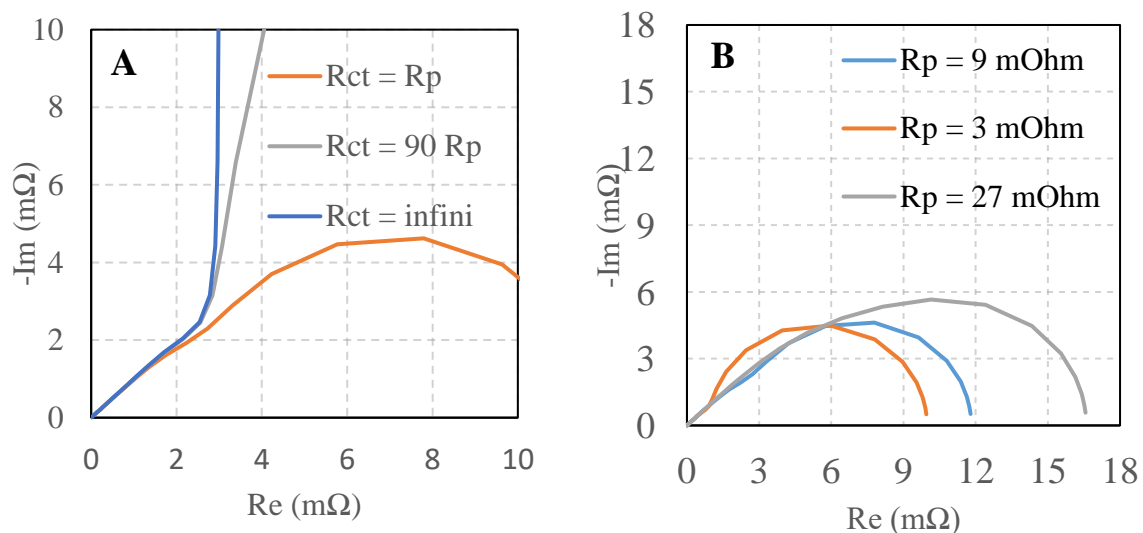 A
10
8
6
4
2
0
-Im (mΩ)
Rct = Rp
Rct = 90 Rp
Rct = infini
0 2 4 6 8 10
Re (mΩ)
B
18
15
12
9
6
3
0
-Im (mΩ)
Rp = 9 mOhm
Rp = 3 mOhm
Rp = 27 mOhm
0 3 6 9 12 15 18
Re (mΩ)